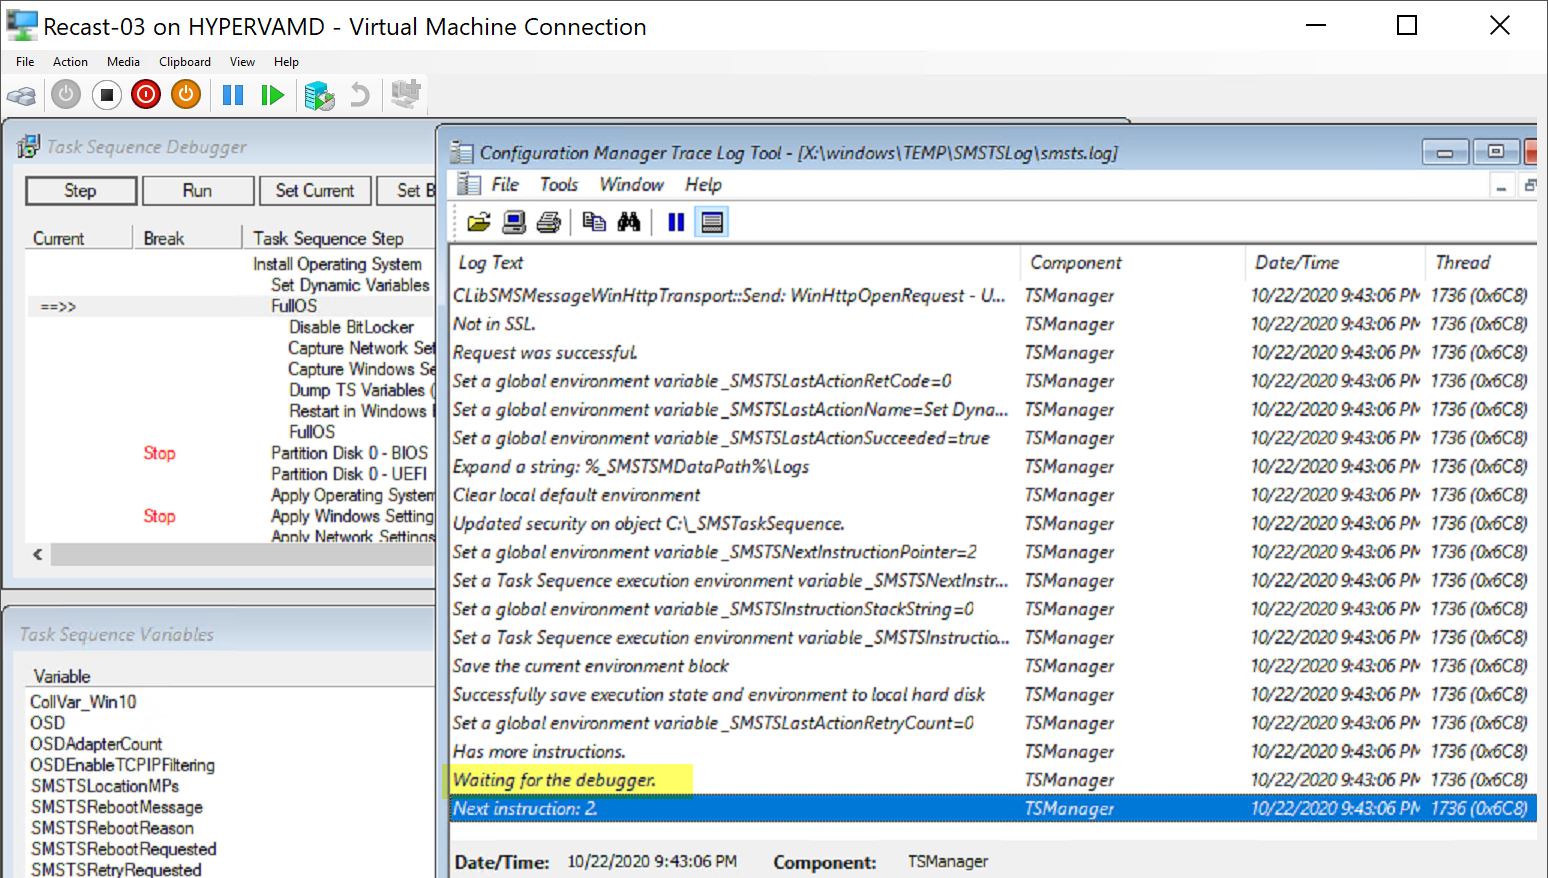 Recast-03 on HYPERVAMD - Virtual Machine Connection
File Action Media Clipboard View Help
Task Sequence Debugger
Step Run Set Current Set B
Current Break Task Sequence Step
Install Operating System
Set Dynamic Variables
==>> FullOS
Disable BitLocker
Capture Network Set
Capture Windows Se
Dump TS Variables (
Restart in Windows
FullOS
Stop Partition Disk 0 - BIOS
Partition Disk 0 - UEFI
Apply Operating System
Stop Apply Windows Setting
Apply Network Settings
Task Sequence Variables
Variable
CollVar_Win10
OSD
OSDAdapterCount
OSDEnableTCPIPFiltering
SMSTSLocationMPs
SMSTSRebootMessage
SMSTSRebootReason
SMSTSRebootRequested
SMSTSRetryRequested
Configuration Manager Trace Log Tool - [X:\windows\TEMP\SMSTSLog\smsts.log]
File Tools Window Help
Log Text Component Date/Time Thread
CLibSMSMessageWinHttpTransport::Send: WinHttpOpenRequest - U... TSManager 10/22/2020 9:43:06 PM 1736 (0x6C8)
Not in SSL. TSManager 10/22/2020 9:43:06 PM 1736 (0x6C8)
Request was successful. TSManager 10/22/2020 9:43:06 PM 1736 (0x6C8)
Set a global environment variable _SMSTSLastActionRetCode=0 TSManager 10/22/2020 9:43:06 PM 1736 (0x6C8)
Set a global environment variable _SMSTSLastActionName=Set Dyna... TSManager 10/22/2020 9:43:06 PM 1736 (0x6C8)
Set a global environment variable _SMSTSLastActionSucceeded=true TSManager 10/22/2020 9:43:06 PM 1736 (0x6C8)
Expand a string: %_SMSTSMDataPath%\Logs TSManager 10/22/2020 9:43:06 PM 1736 (0x6C8)
Clear local default environment TSManager 10/22/2020 9:43:06 PM 1736 (0x6C8)
Updated security on object C:\_SMSTaskSequence. TSManager 10/22/2020 9:43:06 PM 1736 (0x6C8)
Set a global environment variable _SMSTSNextInstructionPointer=2 TSManager 10/22/2020 9:43:06 PM 1736 (0x6C8)
Set a Task Sequence execution environment variable _SMSTSNextInstr... TSManager 10/22/2020 9:43:06 PM 1736 (0x6C8)
Set a global environment variable _SMSTSInstructionStackString=0 TSManager 10/22/2020 9:43:06 PM 1736 (0x6C8)
Set a Task Sequence execution environment variable _SMSTSInstructio... TSManager 10/22/2020 9:43:06 PM 1736 (0x6C8)
Save the current environment block TSManager 10/22/2020 9:43:06 PM 1736 (0x6C8)
Successfully save execution state and environment to local hard disk TSManager 10/22/2020 9:43:06 PM 1736 (0x6C8)
Set a global environment variable _SMSTSLastActionRetryCount=0 TSManager 10/22/2020 9:43:06 PM 1736 (0x6C8)
Has more instructions. TSManager 10/22/2020 9:43:06 PM 1736 (0x6C8)
Waiting for the debugger. TSManager 10/22/2020 9:43:06 PM 1736 (0x6C8)
Next instruction: 2. TSManager 10/22/2020 9:43:06 PM 1736 (0x6C8)
Date/Time: 10/22/2020 9:43:06 PM Component: TSManager